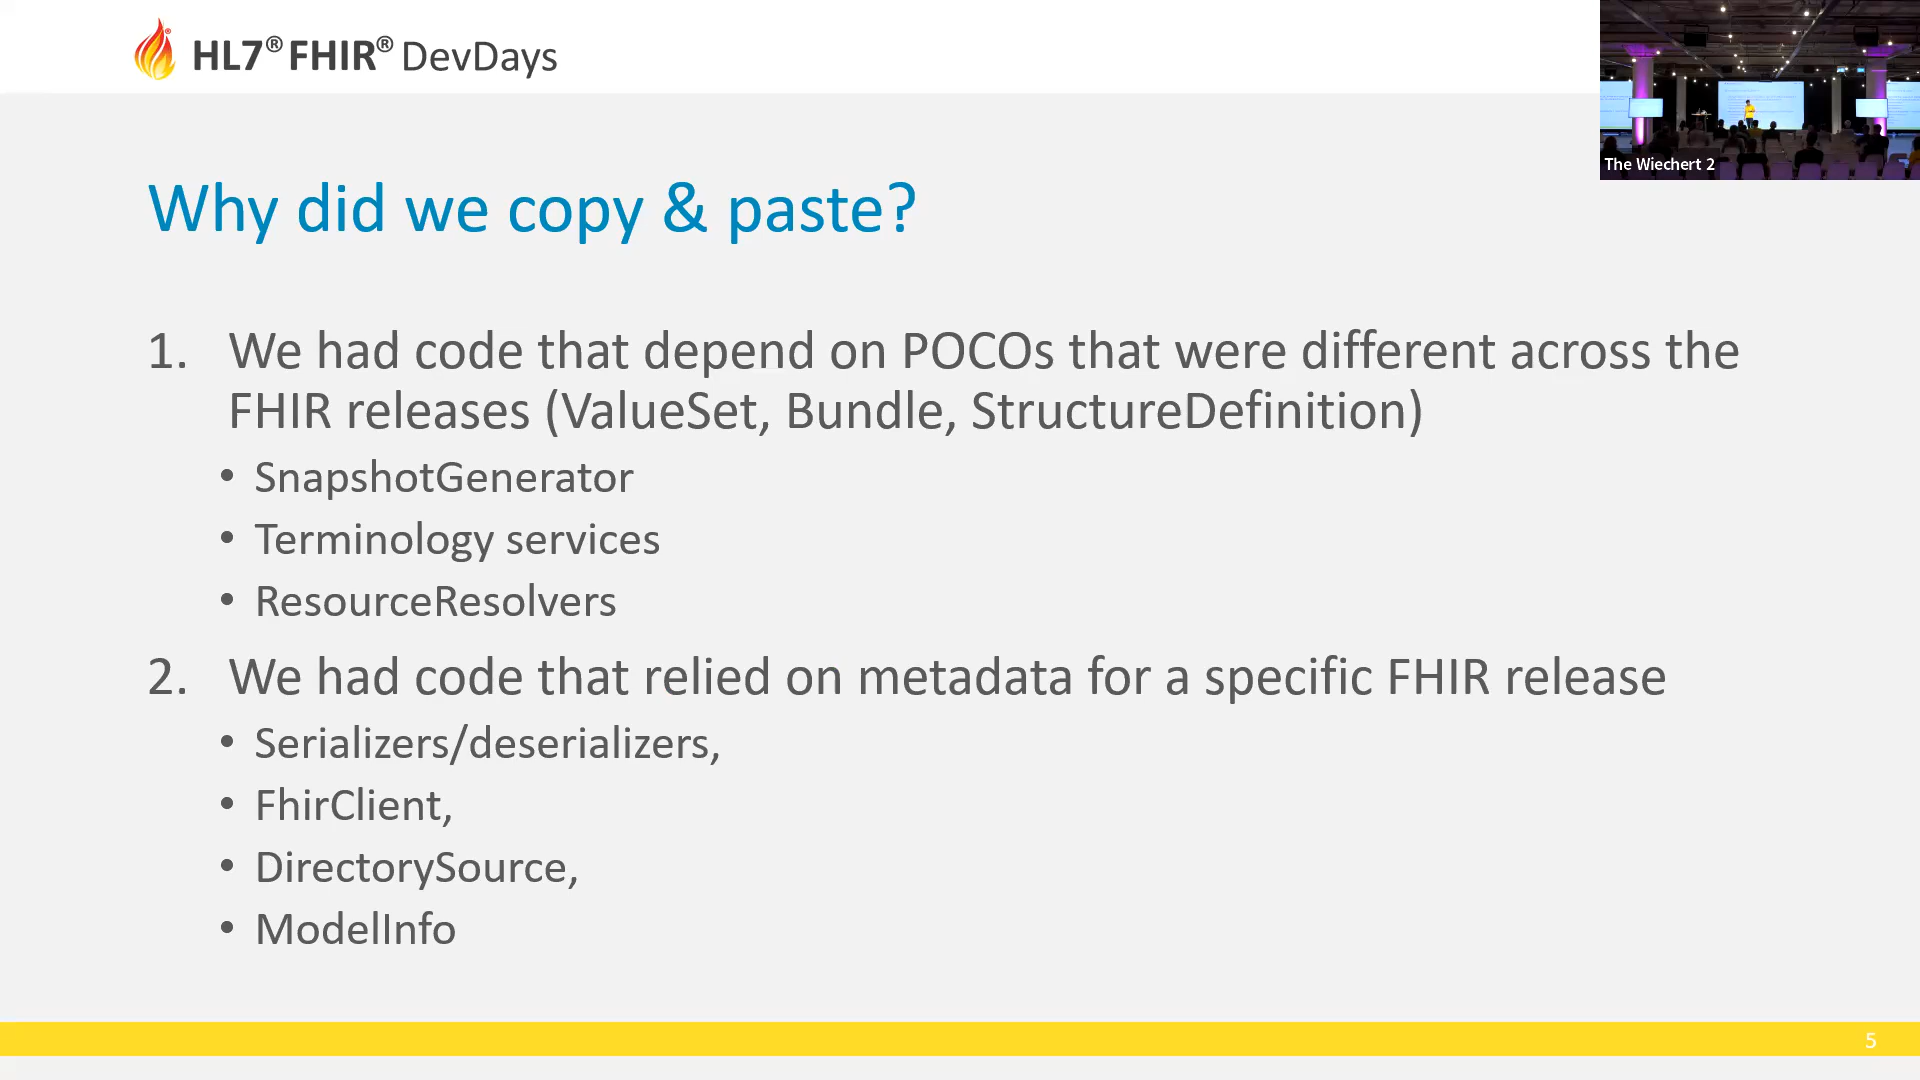 HL7® FHIR® DevDays
The Wiechert 2
Why did we copy & paste?
1. We had code that depend on POCOs that were different across the
FHIR releases (ValueSet, Bundle, StructureDefinition)
• SnapshotGenerator
• Terminology services
• ResourceResolvers
2. We had code that relied on metadata for a specific FHIR release
• Serializers/deserializers,
• FhirClient,
• DirectorySource,
• ModelInfo
5